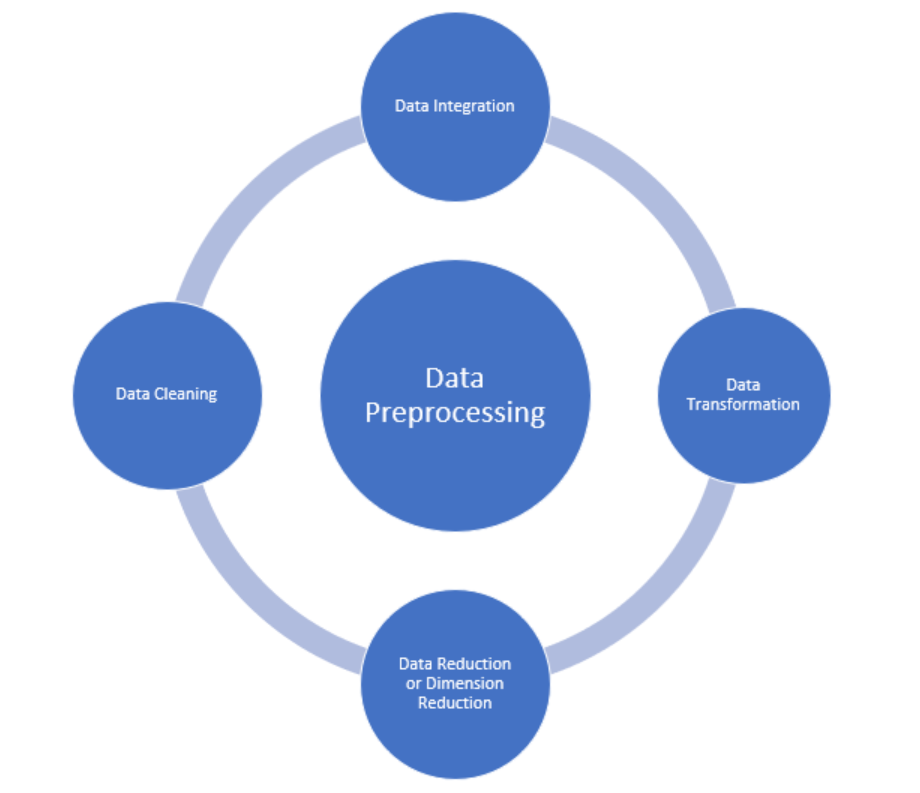 Data Integration
Data Cleaning
Data
Preprocessing
Data
Transformation
Data Reduction
or Dimension
Reduction